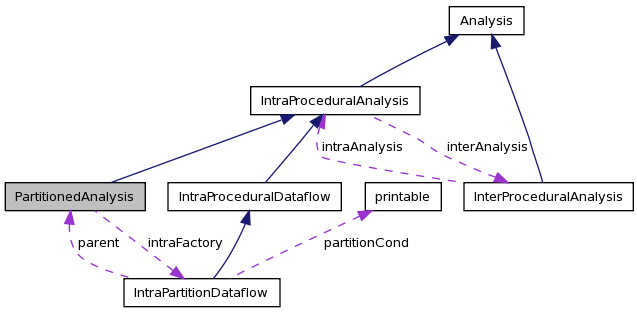 Analysis
IntraProceduralAnalysis
intraAnalysis
interAnalysis
PartitionedAnalysis
IntraProceduralDataflow
printable
InterProceduralAnalysis
parent
intraFactory
partitionCond
IntraPartitionDataflow